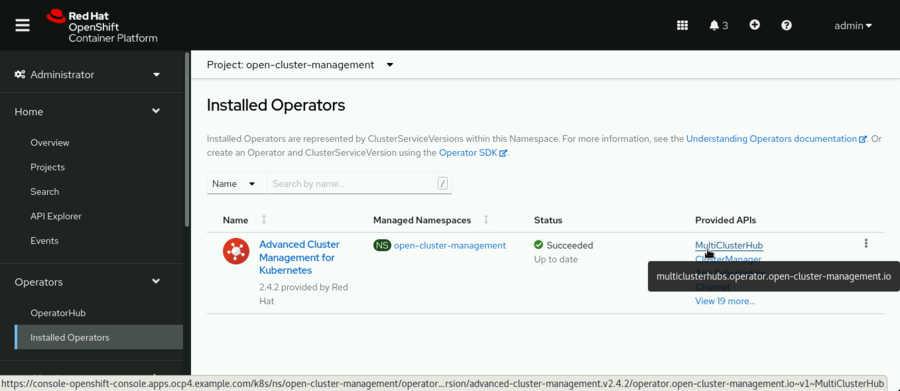 Red Hat
OpenShift
Container Platform
3
admin
Administrator
Project: open-cluster-management
Home
Overview
Projects
Search
API Explorer
Events
Operators
OperatorHub
Installed Operators
Installed Operators
Installed Operators are represented by ClusterServiceVersions within this Namespace. For more information, see the Understanding Operators documentation. Or
create an Operator and ClusterServiceVersion using the Operator SDK.
Name
Search by name...
/
Name
Managed Namespaces
Status
Provided APIs
Advanced Cluster
Management for
Kubernetes
2.4.2 provided by Red
Hat
NS open-cluster-management
Succeeded
Up to date
MultiClusterHub
ClusterManager
multiclusterhubs.operator.open-cluster-management.io
Channel
View 19 more...
https://console-openshift-console.apps.ocp4.example.com/k8s/ns/open-cluster-management/operator...rsion/advanced-cluster-management.v2.4.2/operator.open-cluster-management.io~v1~MultiClusterHub